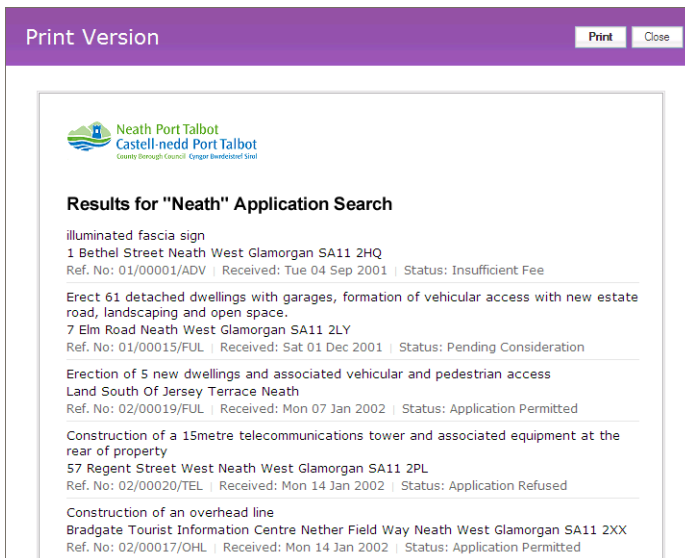 Print Version
Print
Close
Neath Port Talbot
Castell-nedd Port Talbot
County Borough Council Cyngor Bwrdeistref Sirol
Results for "Neath" Application Search
illuminated fascia sign
1 Bethel Street Neath West Glamorgan SA11 2HQ
Ref. No: 01/00001/ADV | Received: Tue 04 Sep 2001 | Status: Insufficient Fee
Erect 61 detached dwellings with garages, formation of vehicular access with new estate
road, landscaping and open space.
7 Elm Road Neath West Glamorgan SA11 2LY
Ref. No: 01/00015/FUL | Received: Sat 01 Dec 2001 | Status: Pending Consideration
Erection of 5 new dwellings and associated vehicular and pedestrian access
Land South Of Jersey Terrace Neath
Ref. No: 02/00019/FUL | Received: Mon 07 Jan 2002 | Status: Application Permitted
Construction of a 15metre telecommunications tower and associated equipment at the
rear of property
57 Regent Street West Neath West Glamorgan SA11 2PL
Ref. No: 02/00020/TEL | Received: Mon 14 Jan 2002 | Status: Application Refused
Construction of an overhead line
Bradgate Tourist Information Centre Nether Field Way Neath West Glamorgan SA11 2XX
Ref. No: 02/00017/OHL | Received: Mon 14 Jan 2002 | Status: Application Permitted